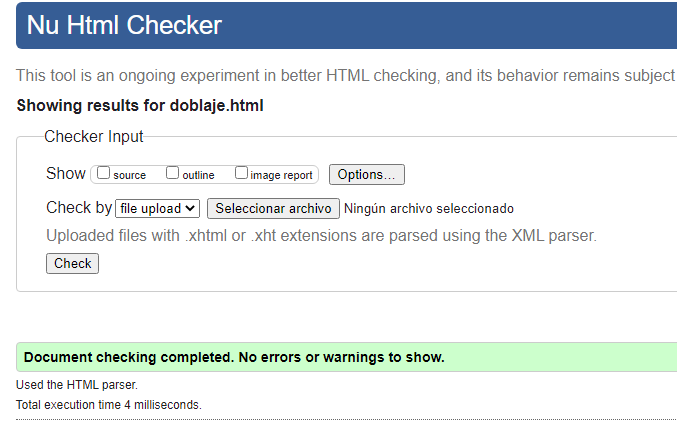 Nu Html Checker
This tool is an ongoing experiment in better HTML checking, and its behavior remains subject
Showing results for doblaje.html
Checker Input
Show source outline image report Options...
Check by file upload Seleccionar archivo Ningún archivo seleccionado
Uploaded files with .xhtml or .xht extensions are parsed using the XML parser.
Check
Document checking completed. No errors or warnings to show.
Used the HTML parser.
Total execution time 4 milliseconds.